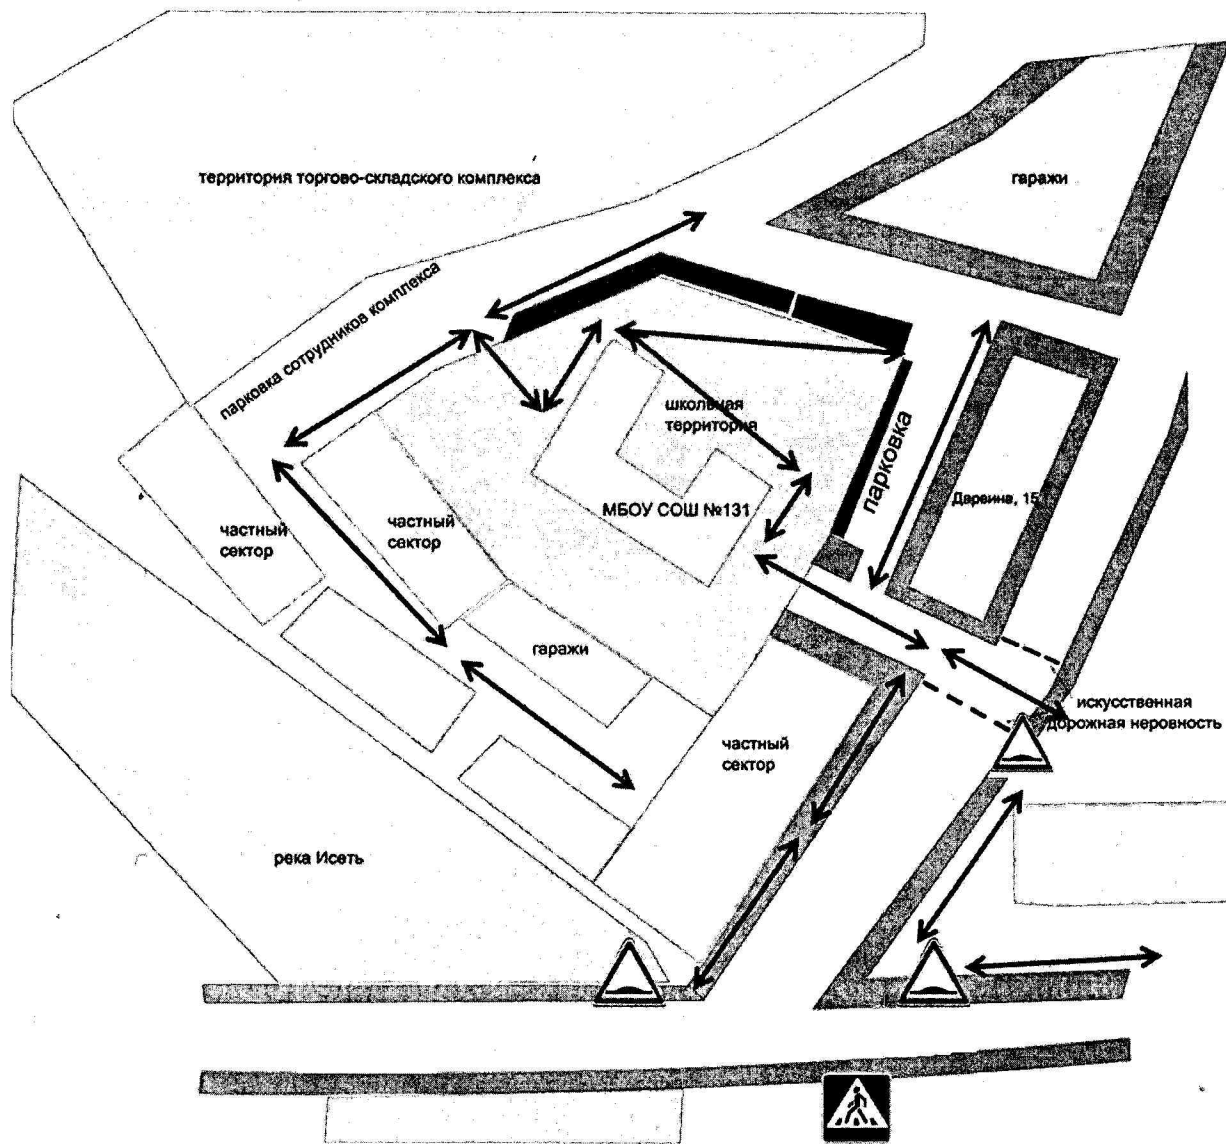 территория торгово-складского комплекса
гаражи
парковка сотрудников комплекса
школьная
территория
парковка
Дарвина, 15
МБОУ СОШ №131
частный
сектор
частный
сектор
гаражи
частный
сектор
искусственная
дорожная неровность
река Исеть